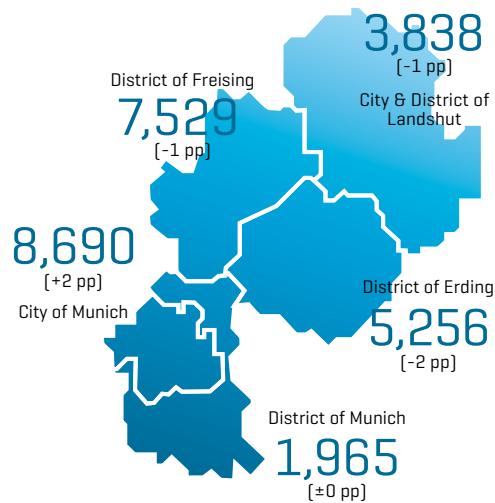 3,838
(-1 pp)
City & District of
Landshut
District of Freising
7,529
(-1 pp)
8,690
(+2 pp)
City of Munich
District of Erding
5,256
(-2 pp)
District of Munich
1,965
(±0 pp)